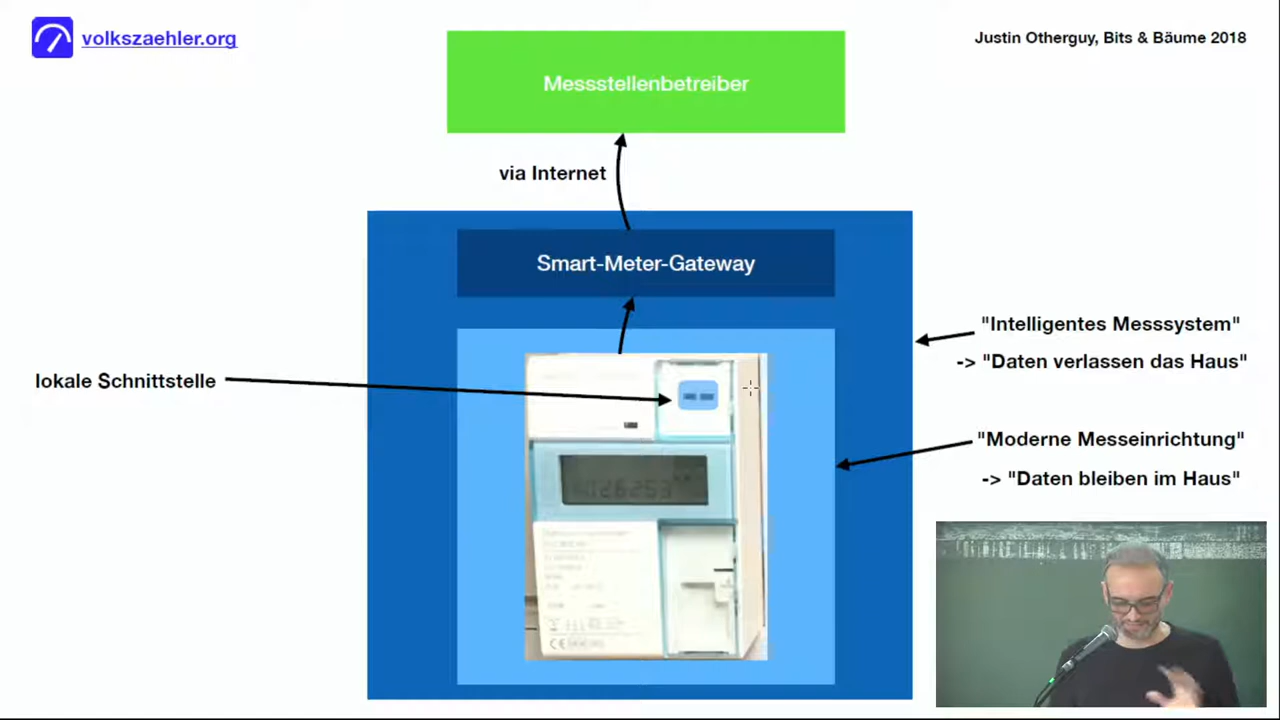 volkszaehler.org
Justin Otherguy, Bits & Bäume 2018
Messstellenbetreiber
via Internet
Smart-Meter-Gateway
"Intelligentes Messsystem"
-> "Daten verlassen das Haus"
lokale Schnittstelle
"Moderne Messeinrichtung"
-> "Daten bleiben im Haus"
026253